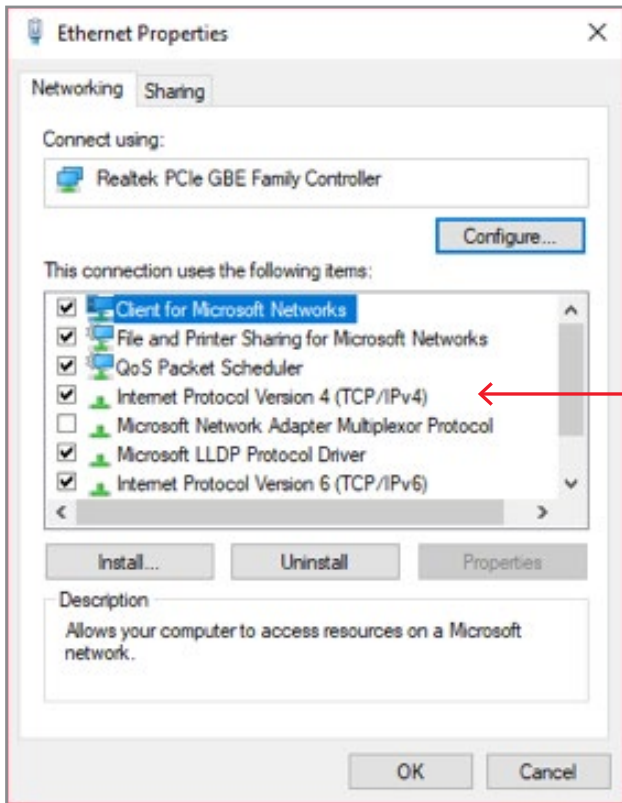 Ethernet Properties
Networking
Sharing
Connect using:
Realtek PCIe GBE Family Controller
Configure...
This connection uses the following items:
Client for Microsoft Networks
File and Printer Sharing for Microsoft Networks
QoS Packet Scheduler
Internet Protocol Version 4 (TCP/IPv4)
Microsoft Network Adapter Multiplexor Protocol
Microsoft LLDP Protocol Driver
Internet Protocol Version 6 (TCP/IPv6)
Install...
Uninstall
Properties
Description
Allows your computer to access resources on a Microsoft
network.
OK
Cancel